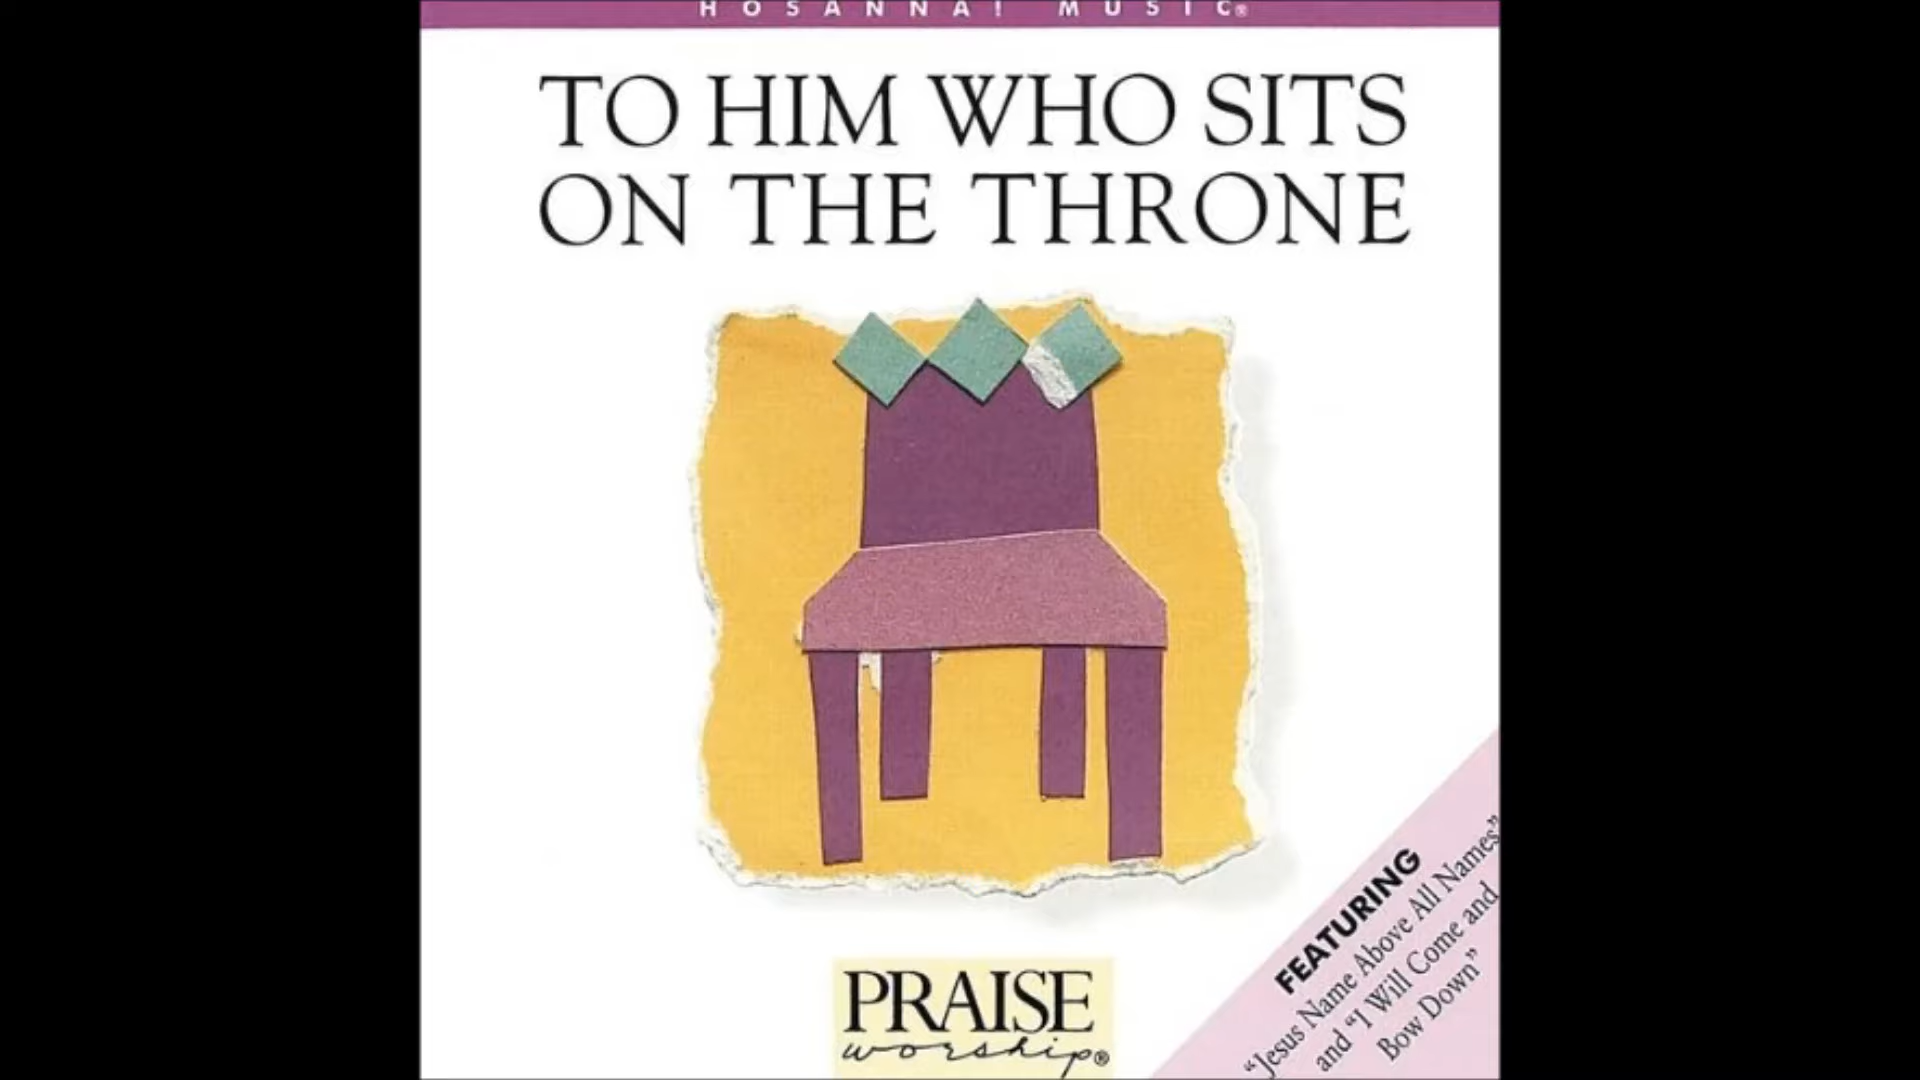 HOSANNA! MUSIC®
TO HIM WHO SITS
ON THE THRONE
FEATURING
“Jesus Name Above All Names”
and “I Will Come and
Bow Down”
PRAISE
worship®